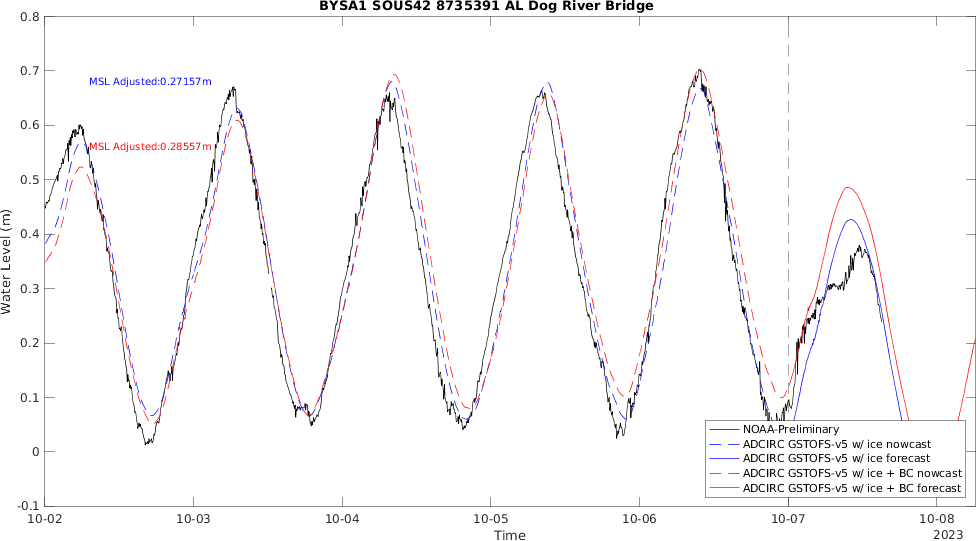 BYSA1 SOUS42 8735391 AL Dog River Bridge
0.8
0.7
0.6
0.5
0.4
0.3
0.2
0.1
0
-0.1
Water Level (m)
MSL Adjusted:0.27157m
MSL Adjusted:0.28557m
NOAA-Preliminary
ADCIRC GSTOFS-v5 w/ ice nowcast
ADCIRC GSTOFS-v5 w/ ice forecast
ADCIRC GSTOFS-v5 w/ ice + BC nowcast
ADCIRC GSTOFS-v5 w/ ice + BC forecast
10-02 10-03 10-04 10-05 10-06 10-07 10-08
Time
2023